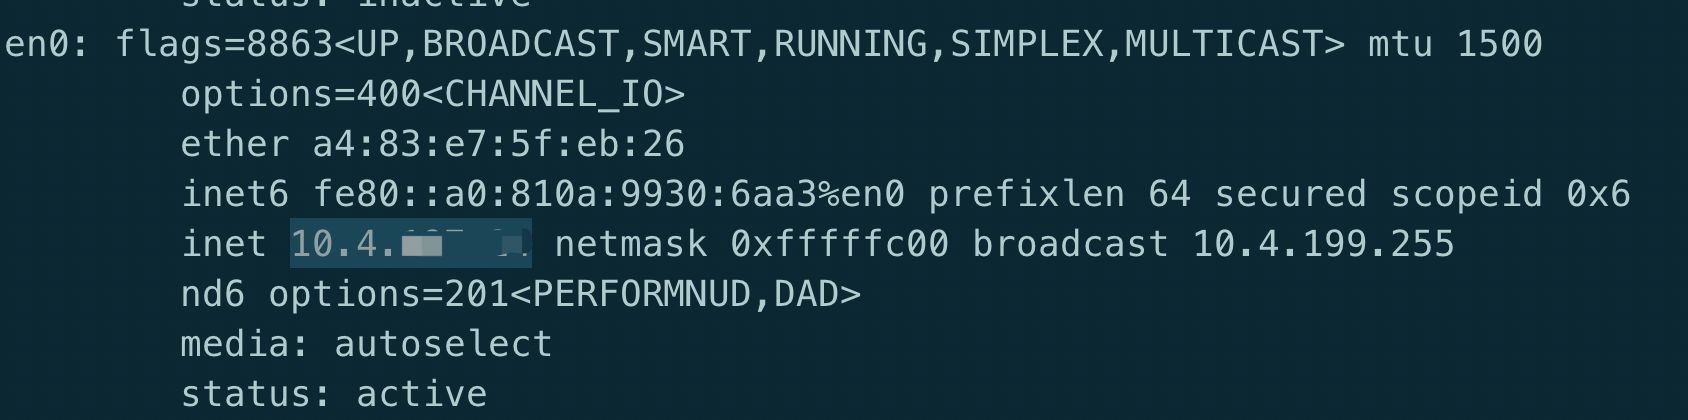 status: inactive
en0: flags=8863<UP,BROADCAST,SMART,RUNNING,SIMPLEX,MULTICAST> mtu 1500
options=400<CHANNEL_IO>
ether a4:83:e7:5f:eb:26
inet6 fe80::a0:810a:9930:6aa3%en0 prefixlen 64 secured scopeid 0x6
inet 10.4. netmask 0xfffffc00 broadcast 10.4.199.255
nd6 options=201<PERFORMNUD,DAD>
media: autoselect
status: active